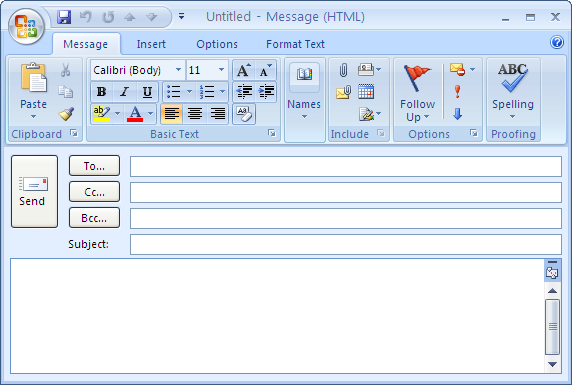 Untitled - Message (HTML)
Message Insert Options Format Text
Calibri (Body) 11
Paste
B I U
ab A
Names
Follow Up
ABC
Spelling
Clipboard Basic Text Include Options Proofing
Send
To...
Cc...
Bcc...
Subject: